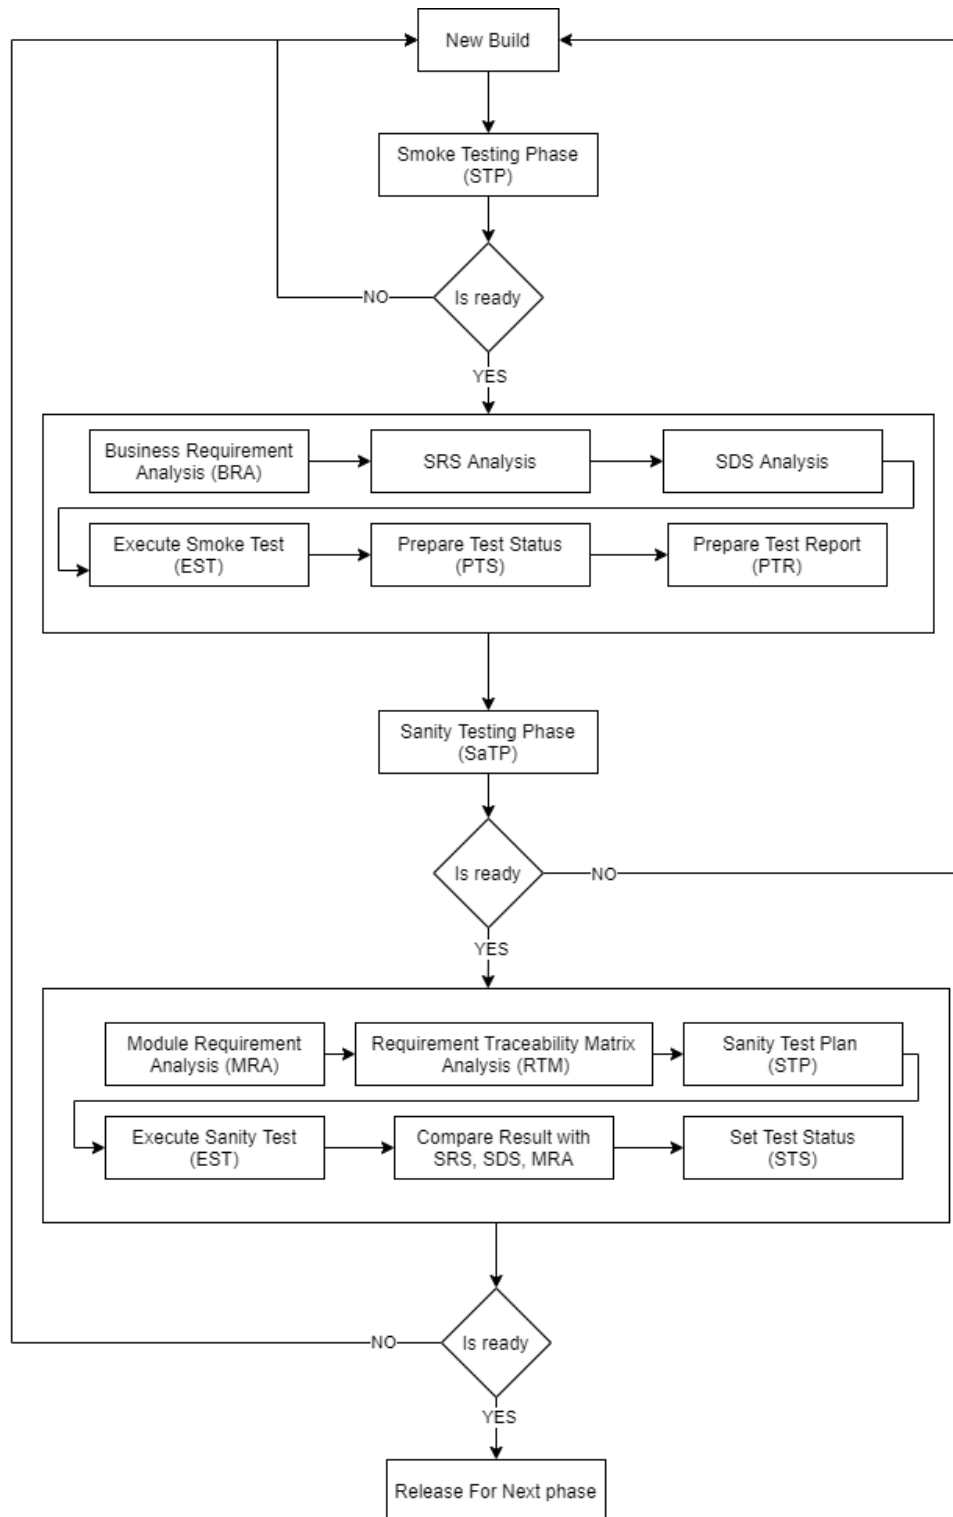 New Build
Smoke Testing Phase
(STP)
Is ready
NO
YES
Business Requirement
Analysis (BRA)
SRS Analysis
SDS Analysis
Execute Smoke Test
(EST)
Prepare Test Status
(PTS)
Prepare Test Report
(PTR)
Sanity Testing Phase
(SaTP)
Is ready
NO
YES
Module Requirement
Analysis (MRA)
Requirement Traceability Matrix
Analysis (RTM)
Sanity Test Plan
(STP)
Execute Sanity Test
(EST)
Compare Result with
SRS, SDS, MRA
Set Test Status
(STS)
Is ready
NO
YES
Release For Next phase